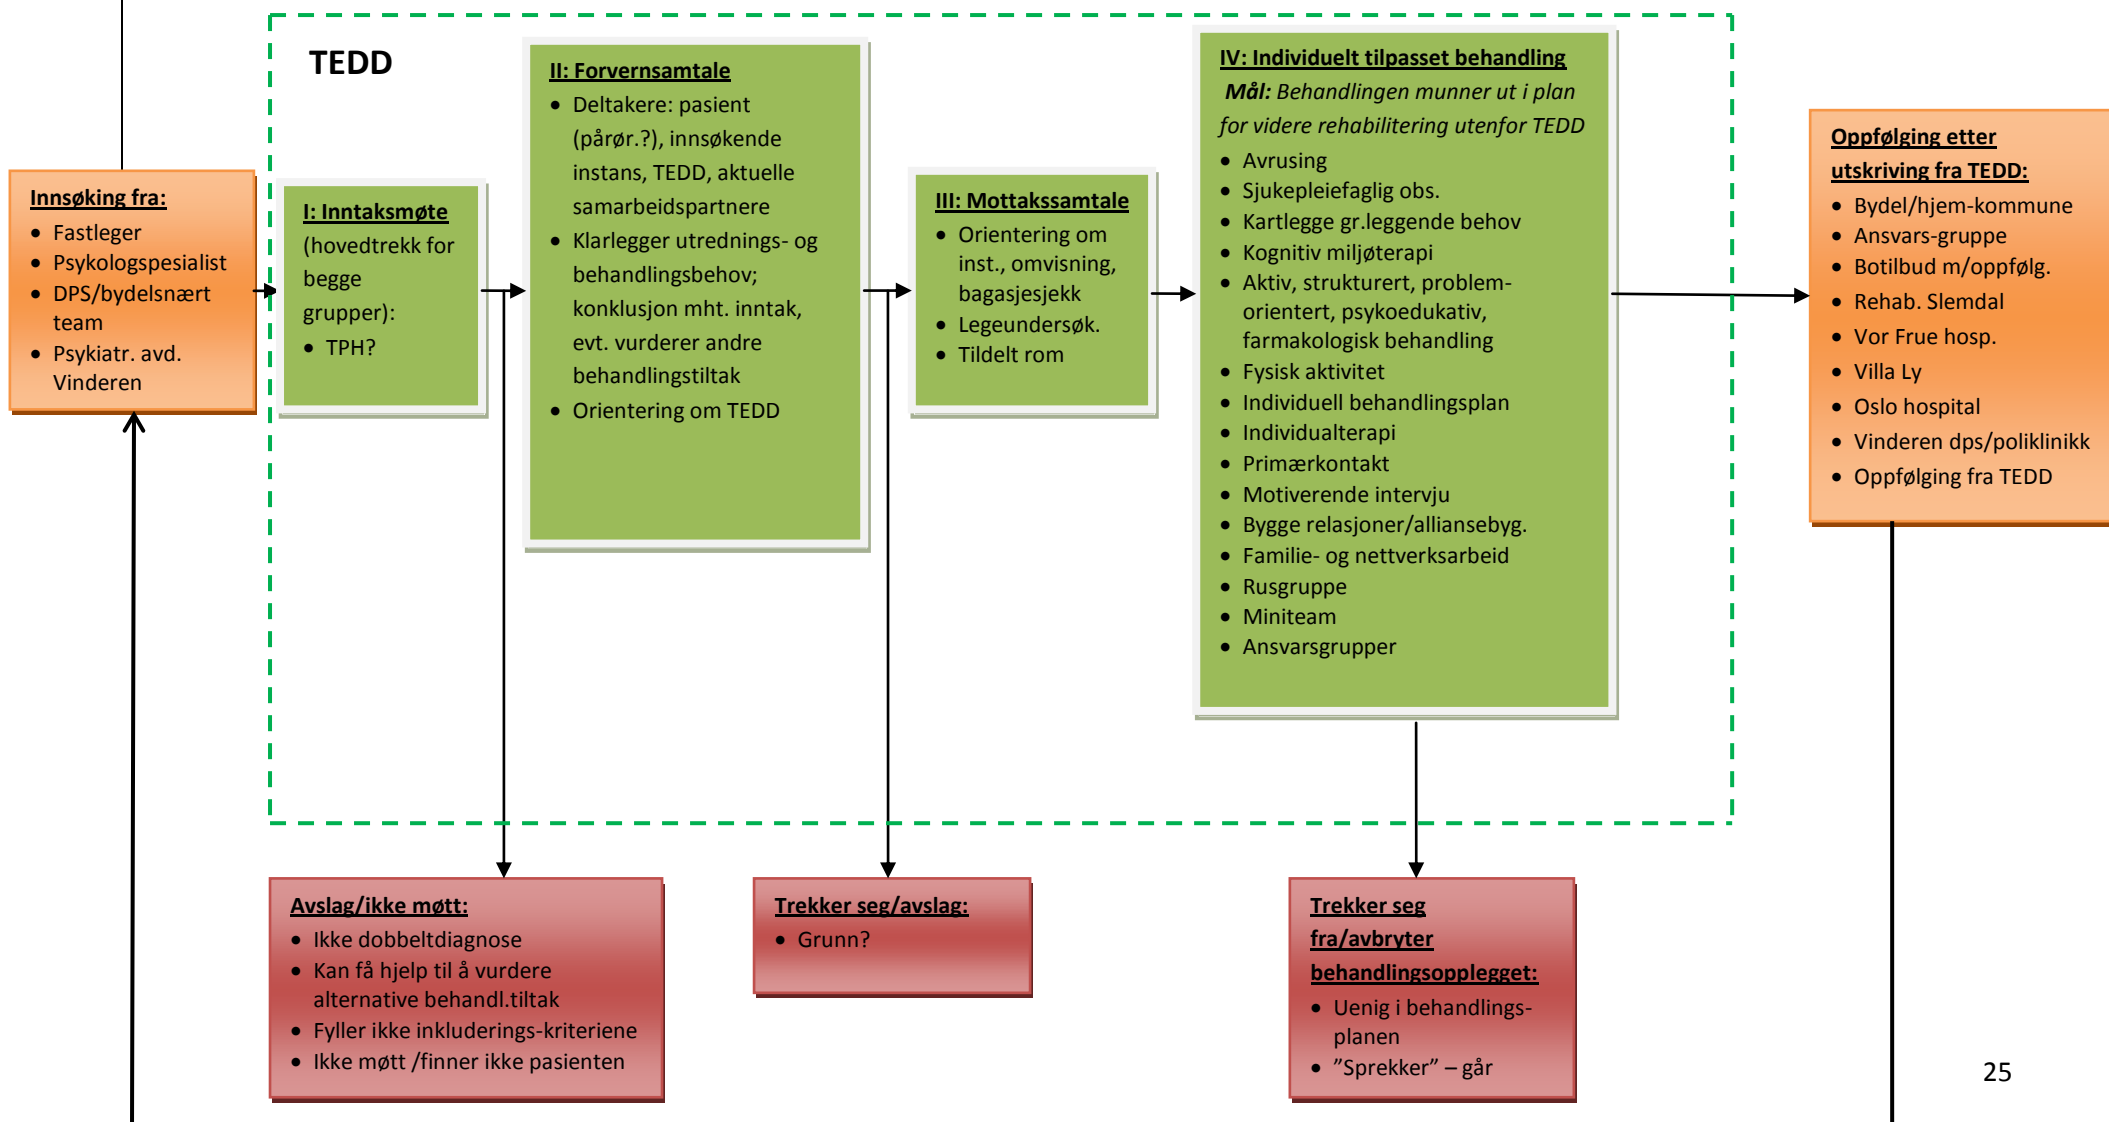 TEDD
Innsøking fra:
• Fastleger
• Psykologspesialist
• DPS/bydelsnært
team
• Psykiatr. avd.
Vinderen
I: Inntaksmøte
(hovedtrekk for
begge
grupper):
• TPH?
II: Forvernsamtale
• Deltakere: pasient
(pårør.?), innsøkende
instans, TEDD, aktuelle
samarbeidspartnere
• Klarlegger utrednings- og
behandlingsbehov;
konklusjon mht. inntak,
evt. vurderer andre
behandlingstiltak
• Orientering om TEDD
III: Mottakssamtale
• Orientering om
inst., omvisning,
bagasjesjekk
• Legeundersøk.
• Tildelt rom
IV: Individuelt tilpasset behandling
Mål: Behandlingen munner ut i plan
for videre rehabilitering utenfor TEDD
• Avrusing
• Sjukepleiefaglig obs.
• Kartlegge gr.leggende behov
• Kognitiv miljøterapi
• Aktiv, strukturert, problem-
orientert, psykoedukativ,
farmakologisk behandling
• Fysisk aktivitet
• Individuell behandlingsplan
• Individualterapi
• Primærkontakt
• Motiverende intervju
• Bygge relasjoner/alliansebyg.
• Familie- og nettverksarbeid
• Rusgruppe
• Miniteam
• Ansvarsgrupper
Oppfølging etter
utskriving fra TEDD:
• Bydel/hjem-kommune
• Ansvars-gruppe
• Botilbud m/oppfølg.
• Rehab. Slemdal
• Vor Frue hosp.
• Villa Ly
• Oslo hospital
• Vinderen dps/poliklinikk
• Oppfølging fra TEDD
Avslag/ikke møtt:
• Ikke dobbeltdiagnose
• Kan få hjelp til å vurdere
alternative behandl.tiltak
• Fyller ikke inkluderings-kriteriene
• Ikke møtt /finner ikke pasienten
Trekker seg/avslag:
• Grunn?
Trekker seg
fra/avbryter
behandlingsopplegget:
• Uenig i behandlings-
planen
• ”Sprekker” – går
25